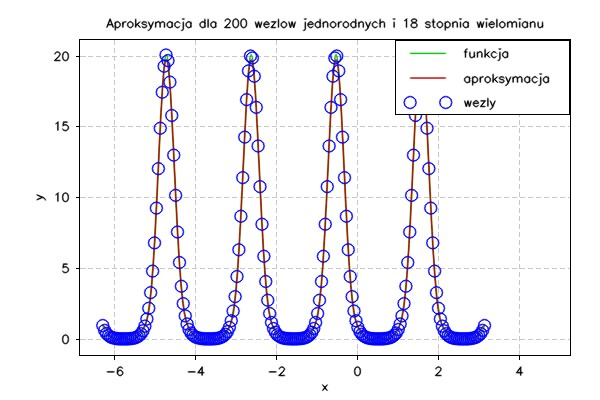 Aproksymacja dla 200 wezlow jednorodnych i 18 stopnia wielomianu
funkcja
aproksymacja
wezly
20
15
10
5
0
y
−6 −4 −2 0 2 4
x